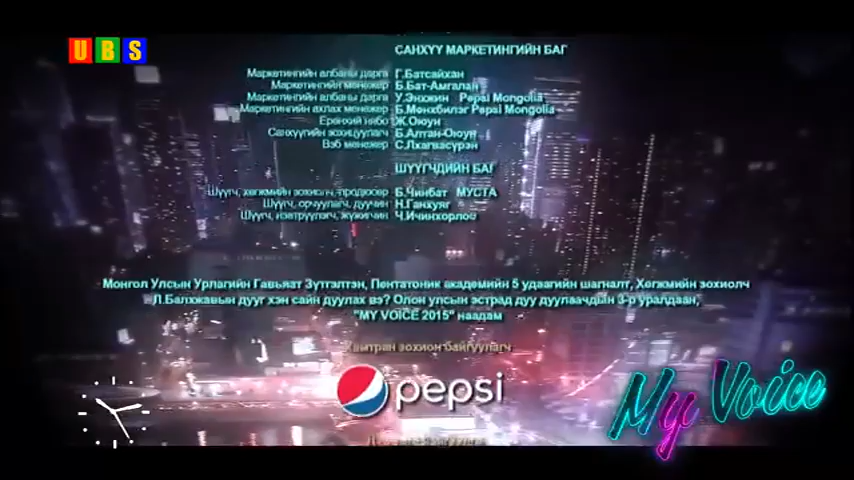 UBS
САНХҮҮ МАРКЕТИНГИЙН БАГ
Маркетингийн албаны дарга Г.Батсайхан
Маркетингийн менежер Б.Бат-Амгалан
Маркетингийн албаны дарга У.Энхжин Pepsi Mongolia
Маркетингийн ахлах менежер Б.Мөнхбилэг Pepsi Mongolia
Ерөнхий нябо Ж.Оюун
Санхүүгийн зохицуулагч Б.Алтан-Оюун
Вэб менежер С.Лхагвасүрэн
ШҮҮГЧДИЙН БАГ
Шүүгч, хөгжмийн зохиолч, продюсер Б.Чинбат МУСТА
Шүүгч, орчуулагч, дуучин Н.Ганхуяг
Шүүгч, нэвтрүүлэгч, жүжигчин Ч.Ичинхорлоо
Монгол Улсын Урлагийн Гавьяат Зүтгэлтэн, Пентатоник академийн 5 удаагийн шагналт, Хөгжмийн зохиолч
Л.Балхжавын дууг хэн сайн дуулах вэ? Олон улсын эстрад дуу дуулаачдын 3-р уралдаан,
"MY VOICE 2015" наадам
Хамтран зохион байгуулагч
pepsi
My Voice